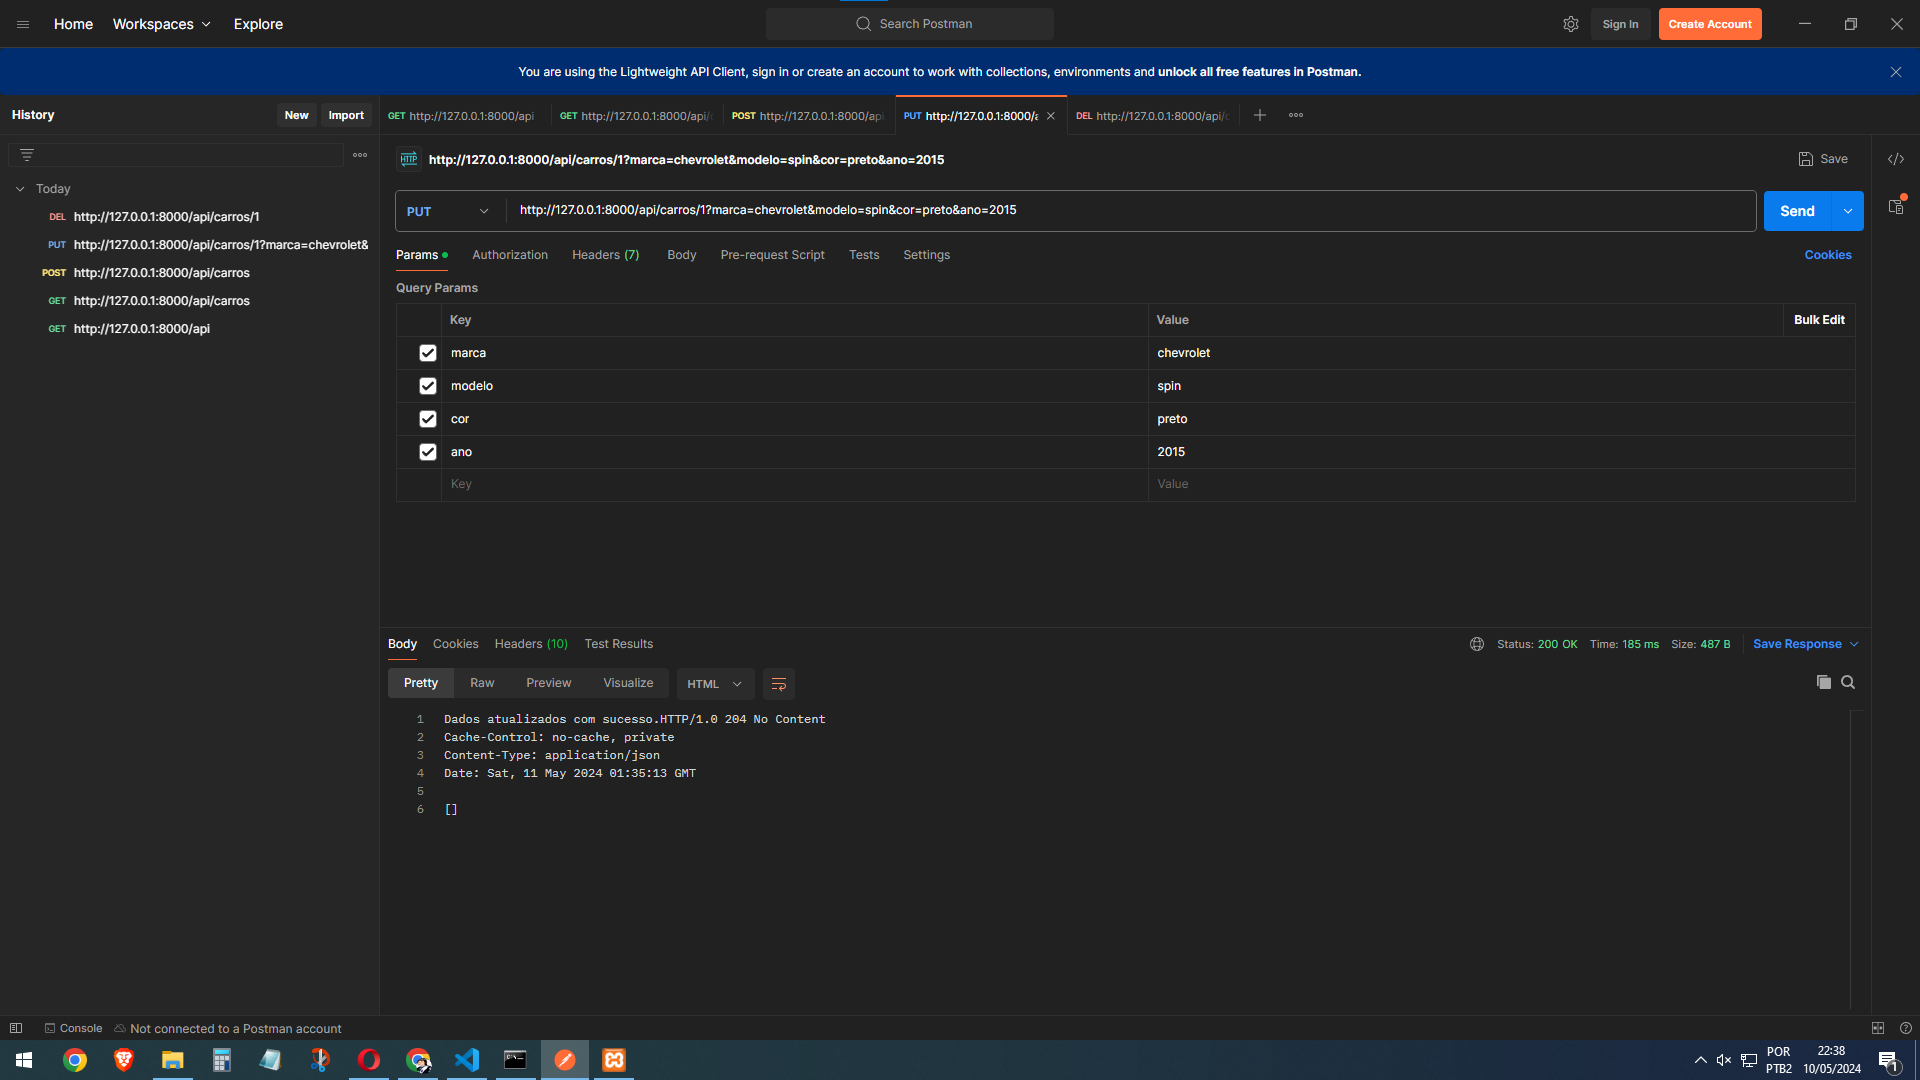 Home Workspaces Explore Search Postman Sign In Create Account
You are using the Lightweight API Client, sign in or create an account to work with collections, environments and unlock all free features in Postman.
History New Import
GET http://127.0.0.1:8000/api GET http://127.0.0.1:8000/api/ POST http://127.0.0.1:8000/api PUT http://127.0.0.1:8000/a DEL http://127.0.0.1:8000/api/
Today
DEL http://127.0.0.1:8000/api/carros/1
PUT http://127.0.0.1:8000/api/carros/1?marca=chevrolet&
POST http://127.0.0.1:8000/api/carros
GET http://127.0.0.1:8000/api/carros
GET http://127.0.0.1:8000/api
HTTP http://127.0.0.1:8000/api/carros/1?marca=chevrolet&modelo=spin&cor=preto&ano=2015 Save
PUT http://127.0.0.1:8000/api/carros/1?marca=chevrolet&modelo=spin&cor=preto&ano=2015 Send
Params Authorization Headers (7) Body Pre-request Script Tests Settings Cookies
Query Params
Key Value Bulk Edit
marca chevrolet
modelo spin
cor preto
ano 2015
Key Value
Body Cookies Headers (10) Test Results Status: 200 OK Time: 185 ms Size: 487 B Save Response
Pretty Raw Preview Visualize HTML
1 Dados atualizados com sucesso.HTTP/1.0 204 No Content
2 Cache-Control: no-cache, private
3 Content-Type: application/json
4 Date: Sat, 11 May 2024 01:35:13 GMT
5
6 []
Console Not connected to a Postman account
POR 22:38
PTB2 10/05/2024 1